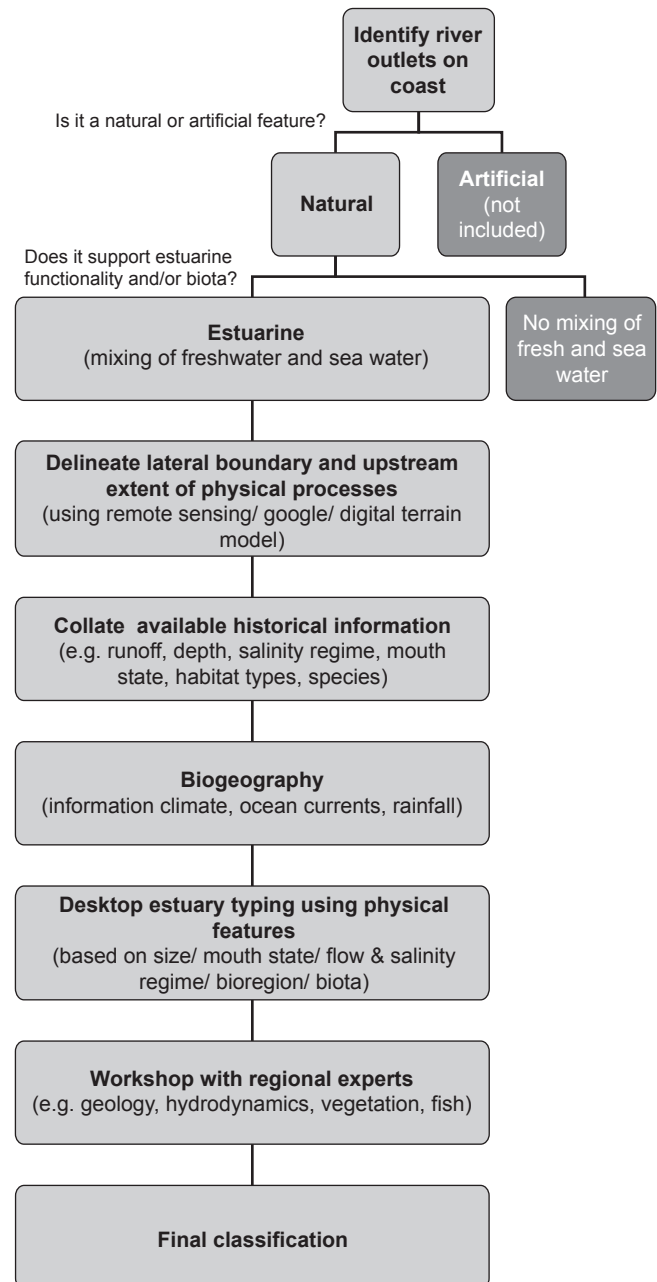 Identify river
outlets on
coast
Is it a natural or artificial feature?
Natural
Artificial
(not
included)
Does it support estuarine
functionality and/or biota?
Estuarine
(mixing of freshwater and sea water)
No mixing of
fresh and sea
water
Delineate lateral boundary and upstream
extent of physical processes
(using remote sensing/ google/ digital terrain
model)
Collate available historical information
(e.g. runoff, depth, salinity regime, mouth
state, habitat types, species)
Biogeography
(information climate, ocean currents, rainfall)
Desktop estuary typing using physical
features
(based on size/ mouth state/ flow & salinity
regime/ bioregion/ biota)
Workshop with regional experts
(e.g. geology, hydrodynamics, vegetation, fish)
Final classification